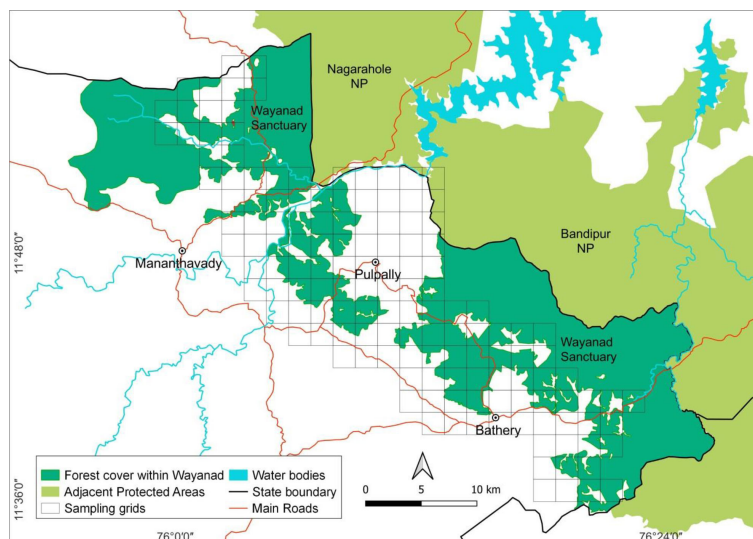 Nagarahole
NP
Wayanad
Sanctuary
Bandipur
NP
Mananthavady
Pulpally
Wayanad
Sanctuary
Bathery
11°48'0"
11°36'0"
Forest cover within Wayanad
Adjacent Protected Areas
Sampling grids
Water bodies
State boundary
Main Roads
0 5 10 km
76°0'0"
76°24'0"